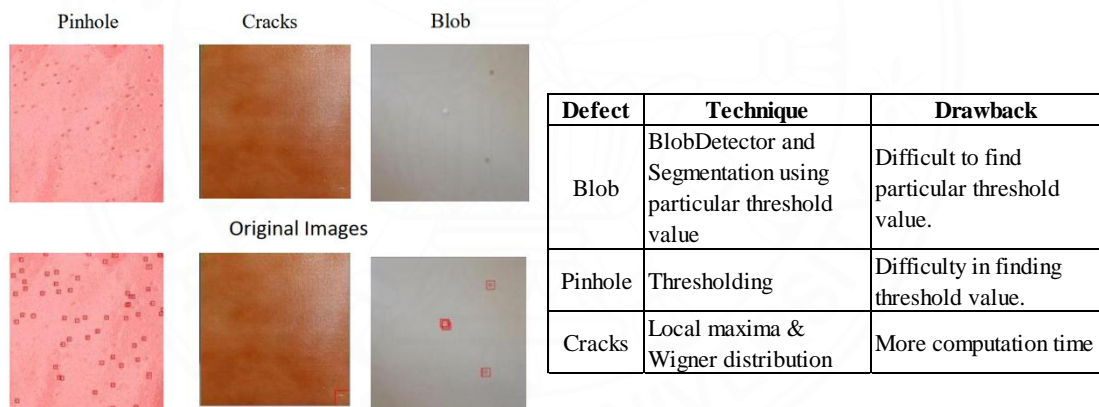 Pinhole
Cracks
Blob
Original Images
Defect Technique Drawback
Blob
BlobDetector and
Segmentation using
particular threshold
value
Difficult to find
particular threshold
value.
Pinhole
Thresholding
Difficulty in finding
threshold value.
Cracks
Local maxima &
Wigner distribution
More computation time